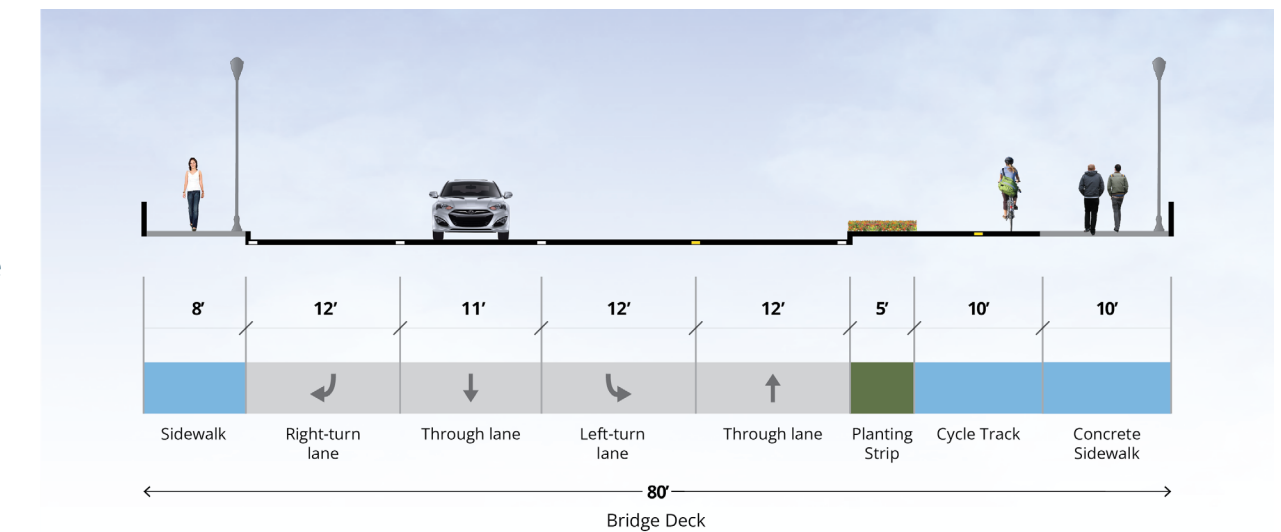 8’ 12’ 11’ 12’ 12’ 5’ 10’ 10’
Sidewalk Right-turn lane Through lane Left-turn lane Through lane Planting Strip Cycle Track Concrete Sidewalk
80’
Bridge Deck